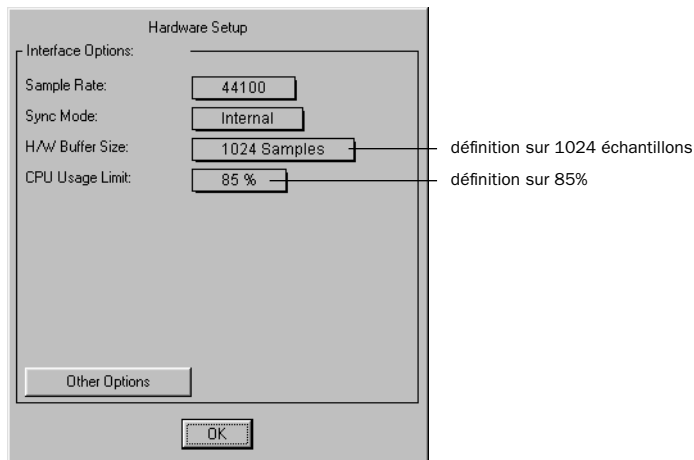 Hardware Setup
Interface Options:
Sample Rate: 44100
Sync Mode: Internal
H/W Buffer Size: 1024 Samples définition sur 1024 échantillons
CPU Usage Limit: 85 % définition sur 85%
Other Options
OK